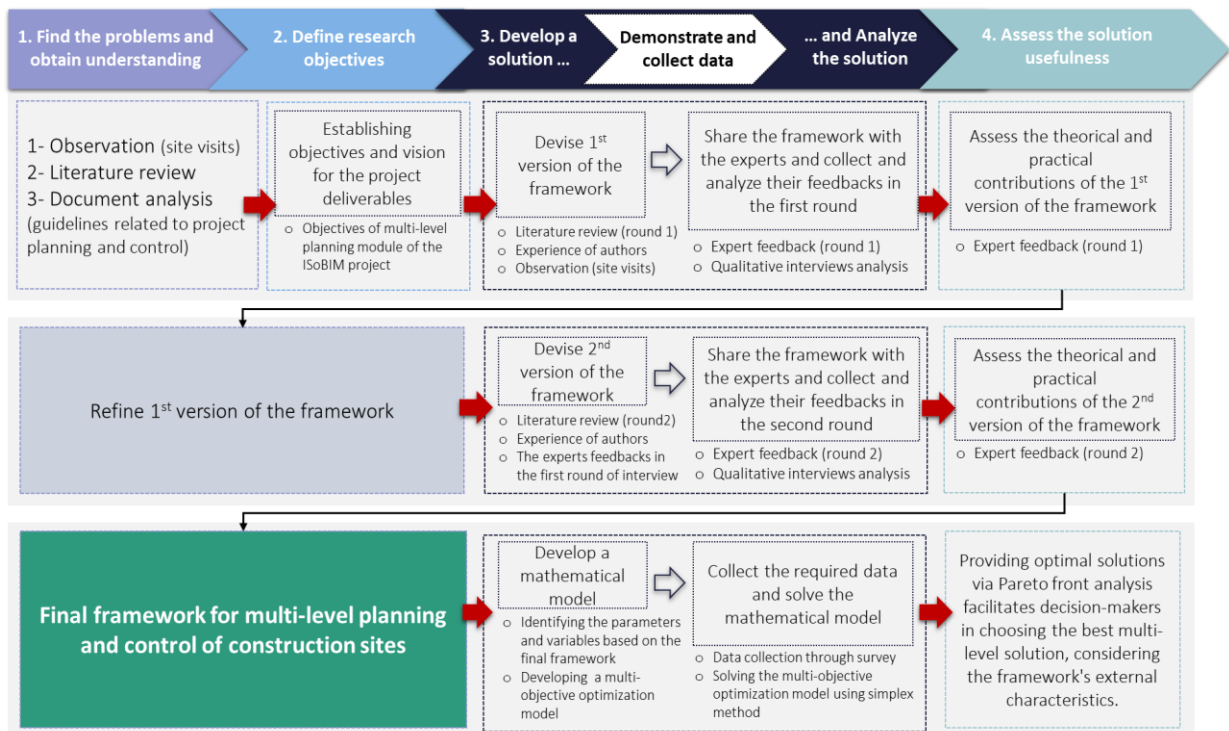 1. Find the problems and
obtain understanding
2. Define research
objectives
3. Develop a
solution ...
Demonstrate and
collect data
... and Analyze
the solution
4. Assess the solution
usefulness
1- Observation (site visits)
2- Literature review
3- Document analysis
(guidelines related to project
planning and control)
Establishing
objectives and vision
for the project
deliverables
o Objectives of multi-level
planning module of the
ISoBIM project
Devise 1st
version of the
framework
o Literature review (round 1)
o Experience of authors
o Observation (site visits)
Share the framework with
the experts and collect and
analyze their feedbacks in
the first round
o Expert feedback (round 1)
o Qualitative interviews analysis
Assess the theorical and
practical
contributions of the 1st
version of the framework
o Expert feedback (round 1)
Refine 1st version of the framework
Devise 2nd
version of the
framework
o Literature review (round2)
o Experience of authors
o The experts feedbacks in
the first round of interview
Share the framework with
the experts and collect and
analyze their feedbacks in
the second round
o Expert feedback (round 2)
o Qualitative interviews analysis
Assess the theorical and
practical
contributions of the 2nd
version of the framework
o Expert feedback (round 2)
Final framework for multi-level planning
and control of construction sites
Develop a
mathematical
model
o Identifying the parameters
and variables based on the
final framework
o Developing a multi-
objective optimization
model
Collect the required data
and solve the
mathematical model
o Data collection through survey
o Solving the multi-objective
optimization model using simplex
method
Providing optimal solutions
via Pareto front analysis
facilitates decision-makers
in choosing the best multi-
level solution, considering
the framework's external
characteristics.